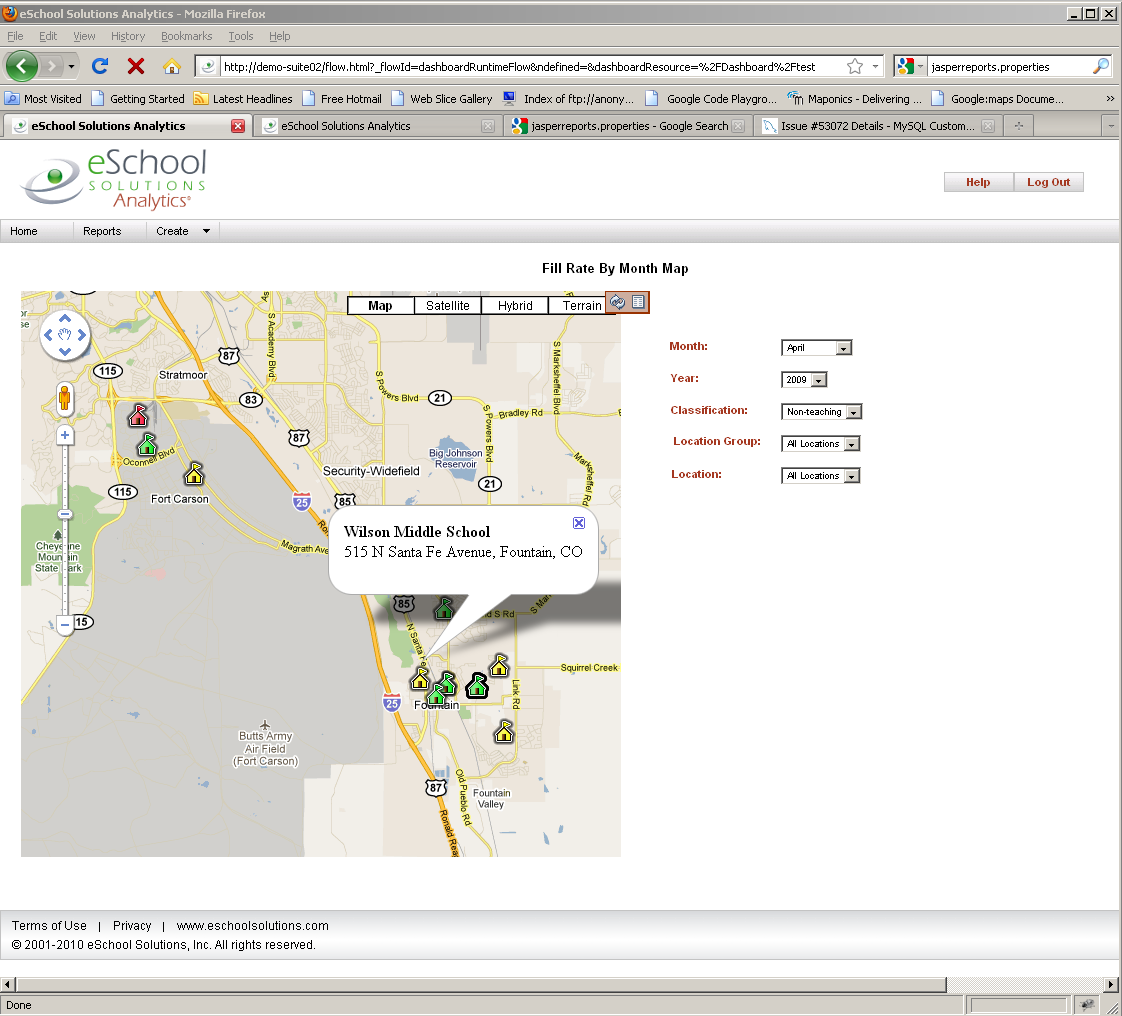 eSchool Solutions Analytics - Mozilla Firefox
File Edit View History Bookmarks Tools Help
http://demo-suite02/flow.html?_flowId=dashboardRuntimeFlow&ndefined=&dashboardResource=%2FDashboard%2Ftest
jasperreports.properties
Most Visited Getting Started Latest Headlines Free Hotmail Web Slice Gallery Index of ftp://anony... Google Code Playgro... Maponics - Delivering ... Google:maps Docume... »
eSchool Solutions Analytics eSchool Solutions Analytics jasperreports.properties - Google Search Issue #53072 Details - MySQL Custom...
eSchool
SOLUTIONS
Analytics
Help Log Out
Home Reports Create
Fill Rate By Month Map
Map Satellite Hybrid Terrain
Month: April
Year: 2009
Classification: Non-teaching
Location Group: All Locations
Location: All Locations
S Academy Blvd
87
115
Stratmoor
S Powers Blvd
S Marksheffel Blvd
83
21
Bradley Rd
S Powers Blvd
87
Oconnell Blvd
Big Johnson
Reservoir
Marksheffel Rd
Security-Widefield
115
Fort Carson
21
25
85
Magrath Ave
Cheyenne
Mountain
State Park
Wilson Middle School
515 N Santa Fe Avenue, Fountain, CO
85
15
N Santa Fe
Squirrel Creek
Link Rd
25
Fountain
Butts Army
Air Field
(Fort Carson)
87
Old Pueblo Rd
Fountain
Valley
Ronald Rea
Terms of Use | Privacy | www.eschoolsolutions.com
© 2001-2010 eSchool Solutions, Inc. All rights reserved.
Done